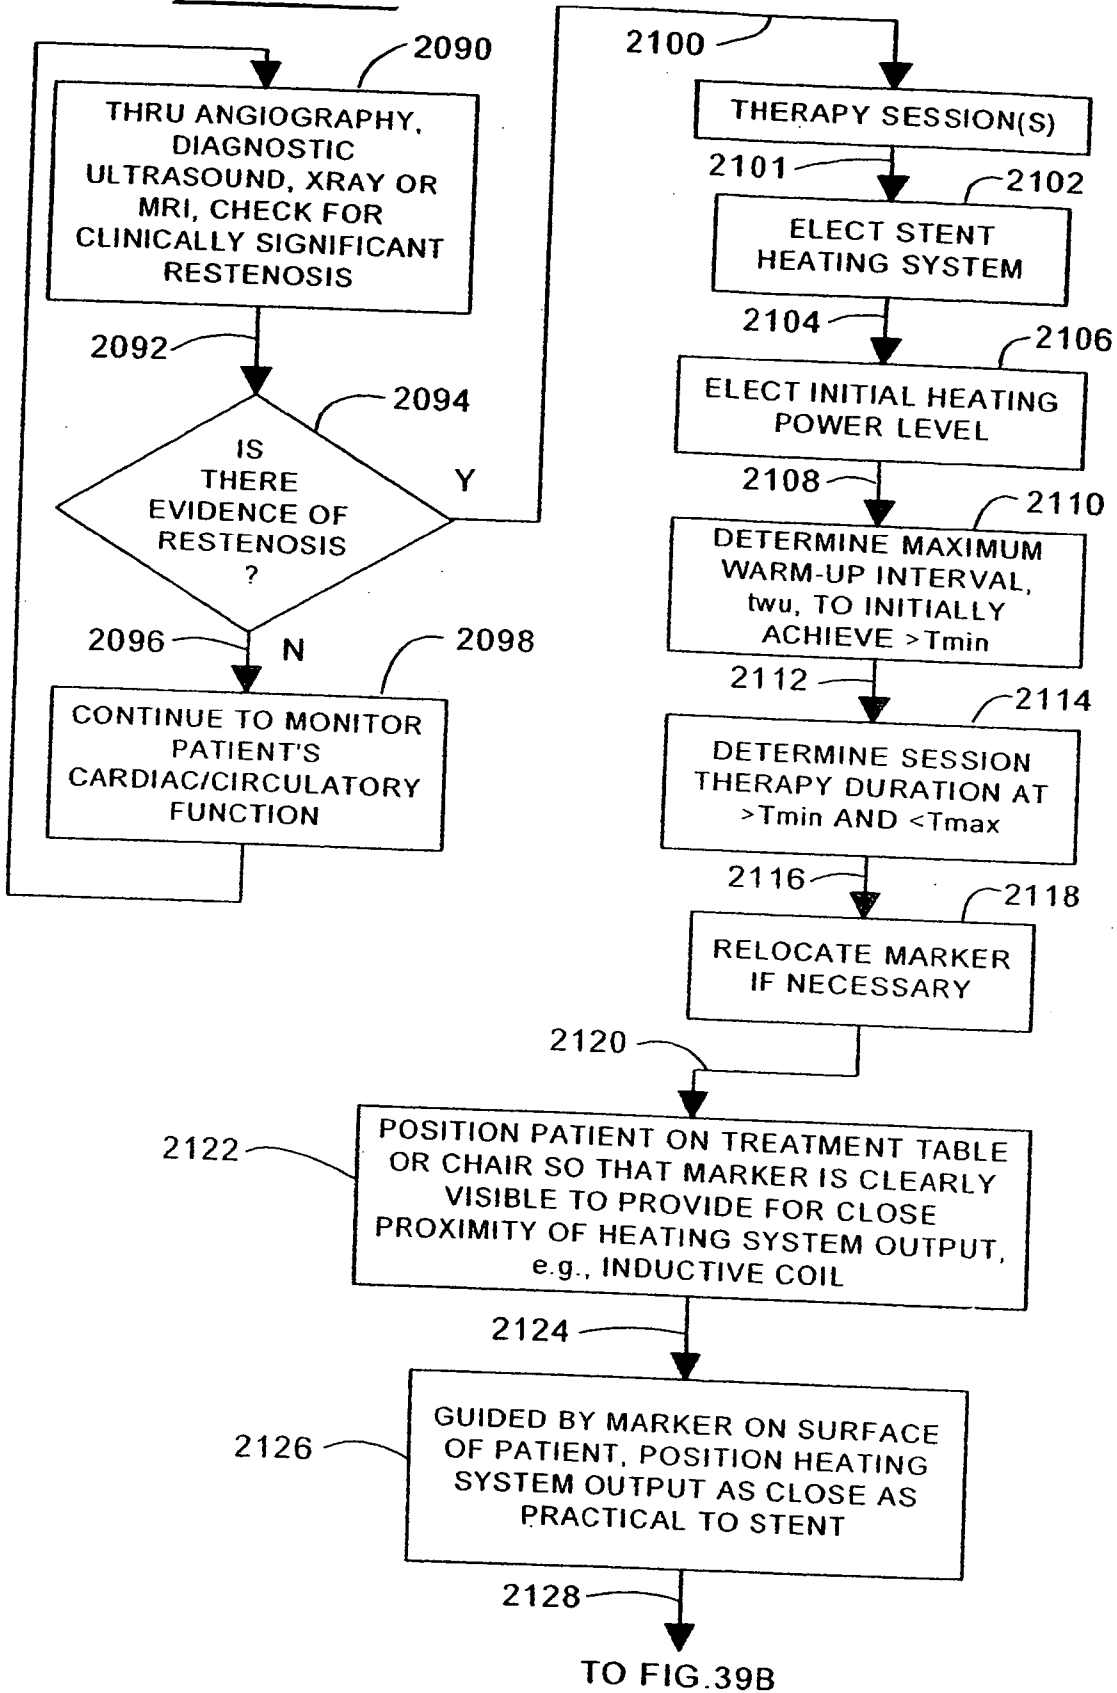 2090
THRU ANGIOGRAPHY,
DIAGNOSTIC
ULTRASOUND, XRAY OR
MRI, CHECK FOR
CLINICALLY SIGNIFICANT
RESTENOSIS
2092
2094
IS
THERE
EVIDENCE OF
RESTENOSIS
?
Y
2096
N
2098
CONTINUE TO MONITOR
PATIENT'S
CARDIAC/CIRCULATORY
FUNCTION
2100
THERAPY SESSION(S)
2101
2102
ELECT STENT
HEATING SYSTEM
2104
2106
ELECT INITIAL HEATING
POWER LEVEL
2108
2110
DETERMINE MAXIMUM
WARM-UP INTERVAL,
twu, TO INITIALLY
ACHIEVE >Tmin
2112
2114
DETERMINE SESSION
THERAPY DURATION AT
>Tmin AND <Tmax
2116
2118
RELOCATE MARKER
IF NECESSARY
2120
2122
POSITION PATIENT ON TREATMENT TABLE
OR CHAIR SO THAT MARKER IS CLEARLY
VISIBLE TO PROVIDE FOR CLOSE
PROXIMITY OF HEATING SYSTEM OUTPUT,
e.g., INDUCTIVE COIL
2124
2126
GUIDED BY MARKER ON SURFACE
OF PATIENT, POSITION HEATING
SYSTEM OUTPUT AS CLOSE AS
PRACTICAL TO STENT
2128
TO FIG.39B